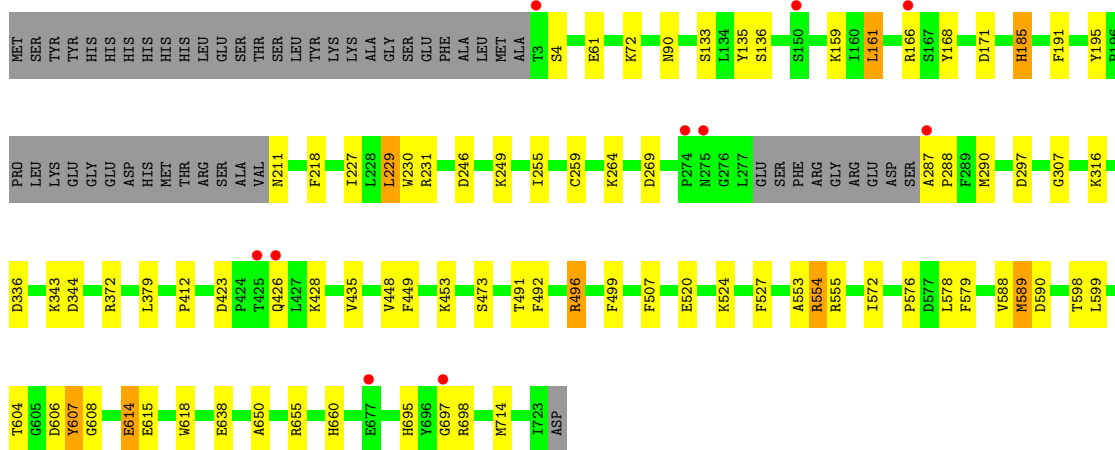 MET SER TYR TYR HIS HIS HIS HIS HIS HIS LEU GLU SER THR SER LEU TYR LYS LYS ALA GLY SER GLU PHE ALA LEU MET ALA T3 S4 E61 K72 N90 S133 L134 Y135 S136 S150 K159 I160 L161 R166 S167 Y168 D171 H185 F191 Y195 P196
PRO LEU LYS GLU GLY GLU ASP HIS MET THR ARG SER ALA VAL N211 F218 I227 L228 L229 W230 R231 D246 K249 I255 C259 K264 D269 P274 N275 G276 L277 GLU SER PHE ARG GLY ARG GLU ASP SER A287 P288 F289 M290 D297 G307 K316
D336 K343 D344 R372 L379 P412 D423 P424 T425 Q426 L427 K428 V435 V448 F449 K453 S473 T491 F492 R496 F499 F507 E520 K524 F527 A553 R554 R555 I572 P576 D577 L578 F579 V588 M589 D590 T598 L599
T604 G605 D606 Y607 G608 E614 E615 W618 E638 A650 R655 H660 E677 H695 Y696 G697 R698 M714 I723 ASP